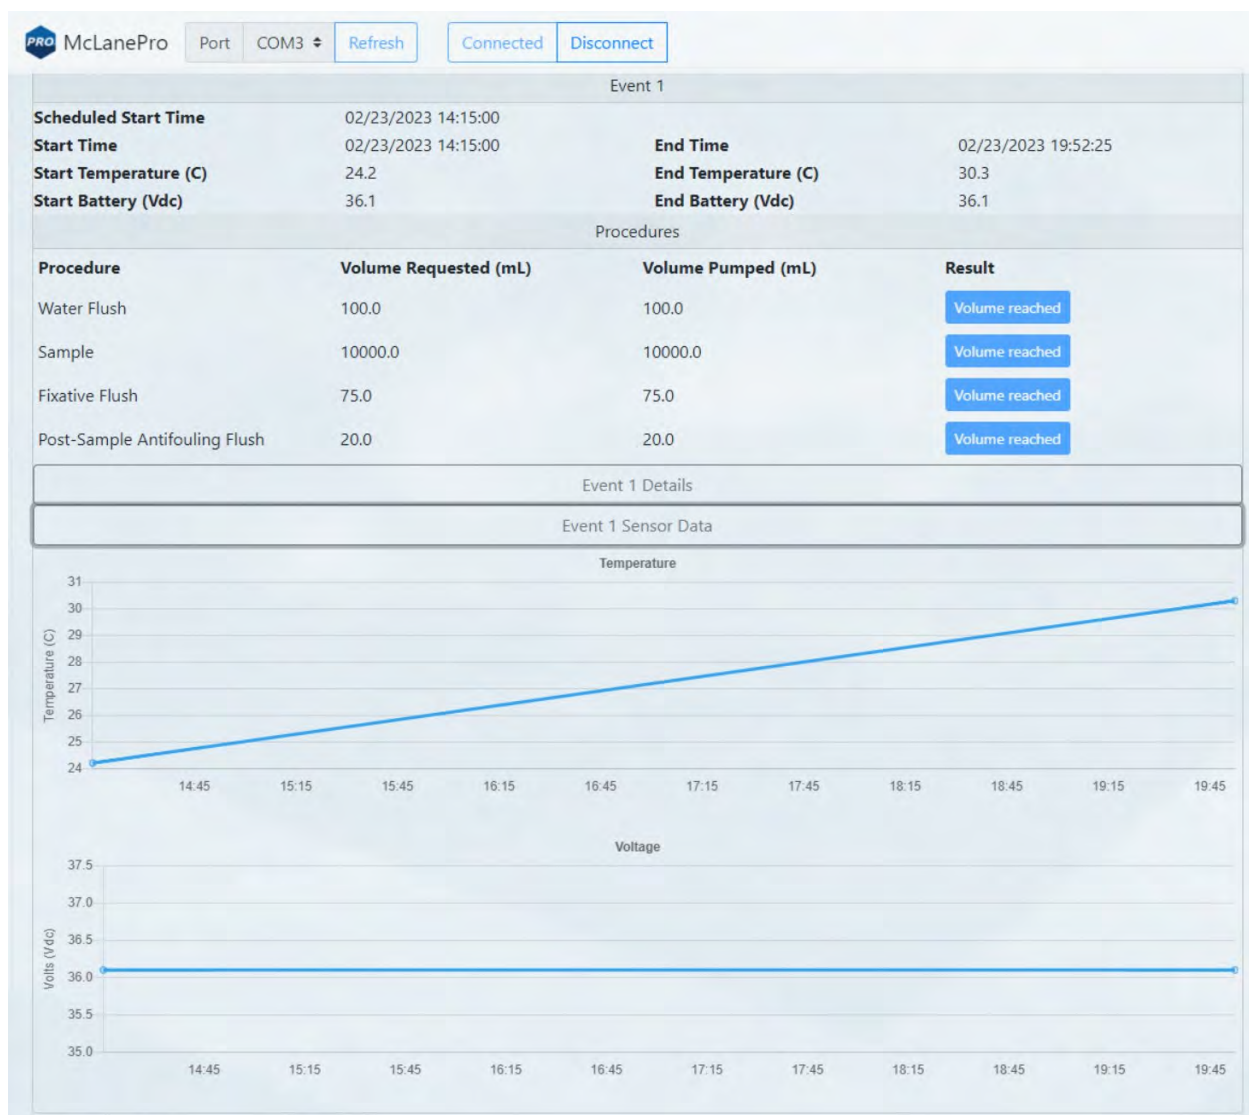 PRO McLanePro Port COM3 Refresh Connected Disconnect
Event 1
Scheduled Start Time 02/23/2023 14:15:00
Start Time 02/23/2023 14:15:00 End Time 02/23/2023 19:52:25
Start Temperature (C) 24.2 End Temperature (C) 30.3
Start Battery (Vdc) 36.1 End Battery (Vdc) 36.1
Procedures
Procedure Volume Requested (mL) Volume Pumped (mL) Result
Water Flush 100.0 100.0 Volume reached
Sample 10000.0 10000.0 Volume reached
Fixative Flush 75.0 75.0 Volume reached
Post-Sample Antifouling Flush 20.0 20.0 Volume reached
Event 1 Details
Event 1 Sensor Data
Temperature
Temperature (C)
31
30
29
28
27
26
25
24
14:45 15:15 15:45 16:15 16:45 17:15 17:45 18:15 18:45 19:15 19:45
Voltage
Volts (Vdc)
37.5
37.0
36.5
36.0
35.5
35.0
14:45 15:15 15:45 16:15 16:45 17:15 17:45 18:15 18:45 19:15 19:45